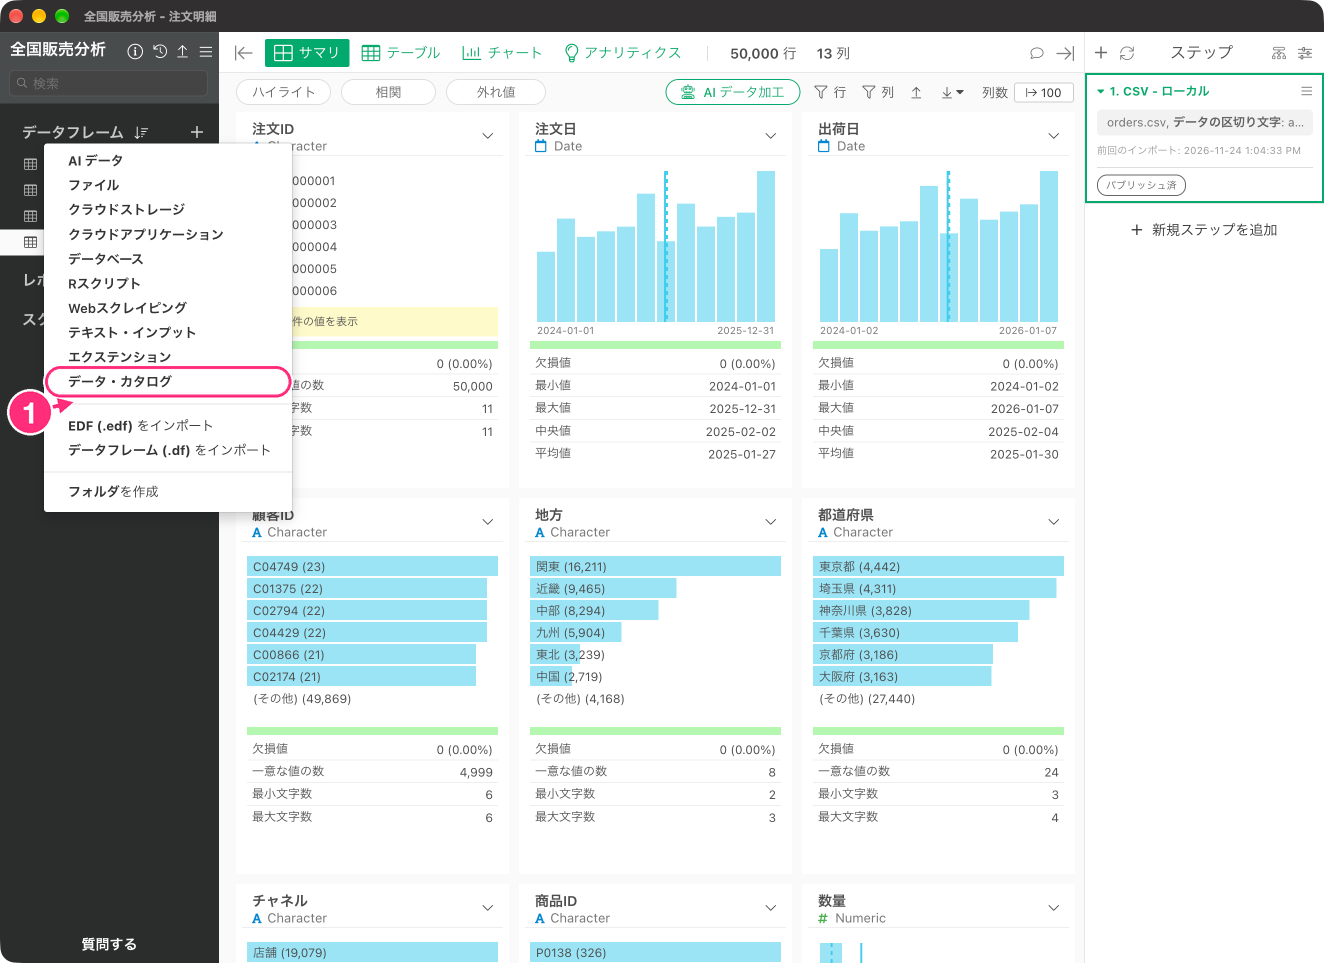 全国販売分析 - 注文明細
全国販売分析
検索
データフレーム
AI データ
ファイル
クラウドストレージ
クラウドアプリケーション
データベース
Rスクリプト
Webスクレイピング
テキスト・インプット
エクステンション
データ・カタログ
1
EDF (.edf) をインポート
データフレーム (.df) をインポート
フォルダを作成
レポ
スク
質問する
サマリ
テーブル
チャート
アナリティクス
50,000 行
13 列
ハイライト
相関
外れ値
AI データ加工
行
列
列数
100
注文ID
Character
000001
000002
000003
000004
000005
000006
件の値を表示
0 (0.00%)
値の数
50,000
字数
11
字数
11
注文日
Date
2024-01-01
2025-12-31
欠損値
0 (0.00%)
最小値
2024-01-01
最大値
2025-12-31
中央値
2025-02-02
平均値
2025-01-27
出荷日
Date
2024-01-02
2026-01-07
欠損値
0 (0.00%)
最小値
2024-01-02
最大値
2026-01-07
中央値
2025-02-04
平均値
2025-01-30
顧客ID
A Character
C04749 (23)
C01375 (22)
C02794 (22)
C04429 (22)
C00866 (21)
C02174 (21)
(その他) (49,869)
欠損値
0 (0.00%)
一意な値の数
4,999
最小文字数
6
最大文字数
6
地方
A Character
関東 (16,211)
近畿 (9,465)
中部 (8,294)
九州 (5,904)
東北 (3,239)
中国 (2,719)
(その他) (4,168)
欠損値
0 (0.00%)
一意な値の数
8
最小文字数
2
最大文字数
3
都道府県
A Character
東京都 (4,442)
埼玉県 (4,311)
神奈川県 (3,828)
千葉県 (3,630)
京都府 (3,186)
大阪府 (3,163)
(その他) (27,440)
欠損値
0 (0.00%)
一意な値の数
24
最小文字数
3
最大文字数
4
チャネル
A Character
店舗 (19,079)
商品ID
A Character
P0138 (326)
数量
# Numeric
ステップ
1. CSV - ローカル
orders.csv, データの区切り文字: a...
前回のインポート: 2026-11-24 1:04:33 PM
パブリッシュ済
新規ステップを追加